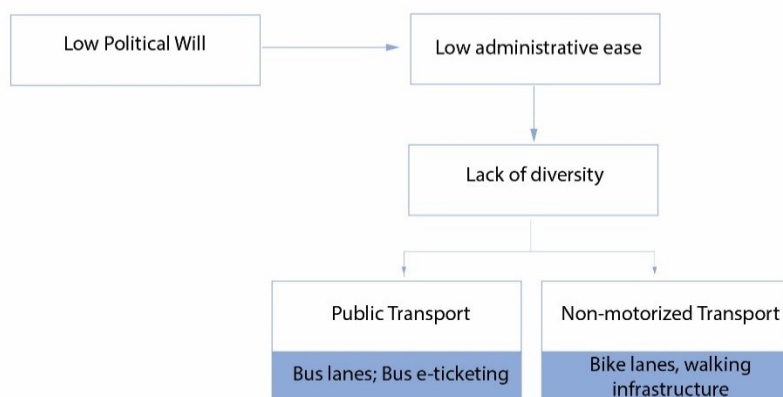 Low Political Will
Low administrative ease
Lack of diversity
Public Transport
Non-motorized Transport
Bus lanes; Bus e-ticketing
Bike lanes, walking
infrastructure